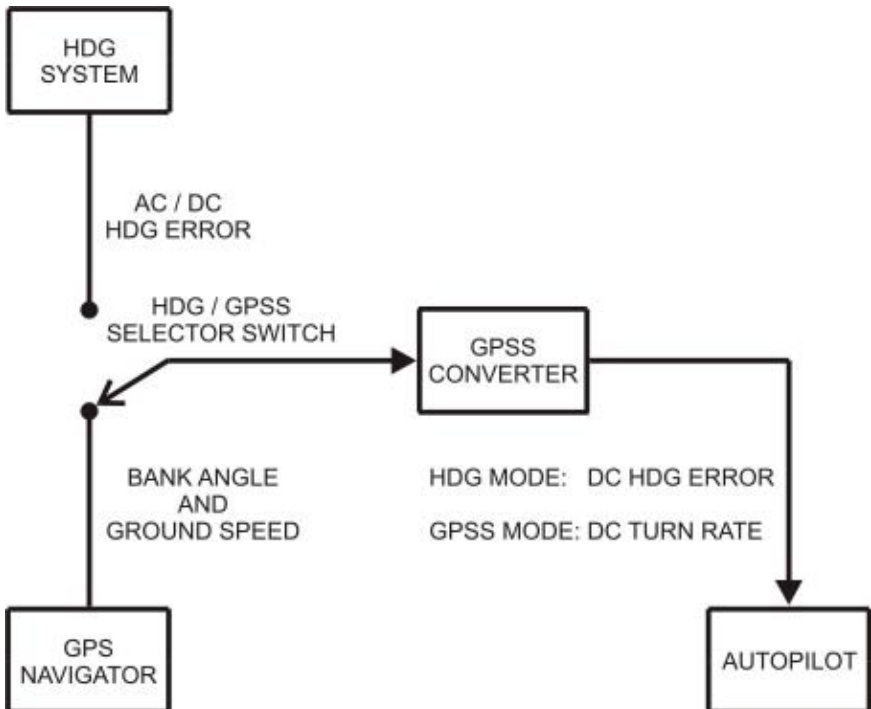 HDG
SYSTEM
AC / DC
HDG ERROR
HDG / GPSS
SELECTOR SWITCH
GPSS
CONVERTER
BANK ANGLE
AND
GROUND SPEED
HDG MODE: DC HDG ERROR
GPSS MODE: DC TURN RATE
GPS
NAVIGATOR
AUTOPILOT